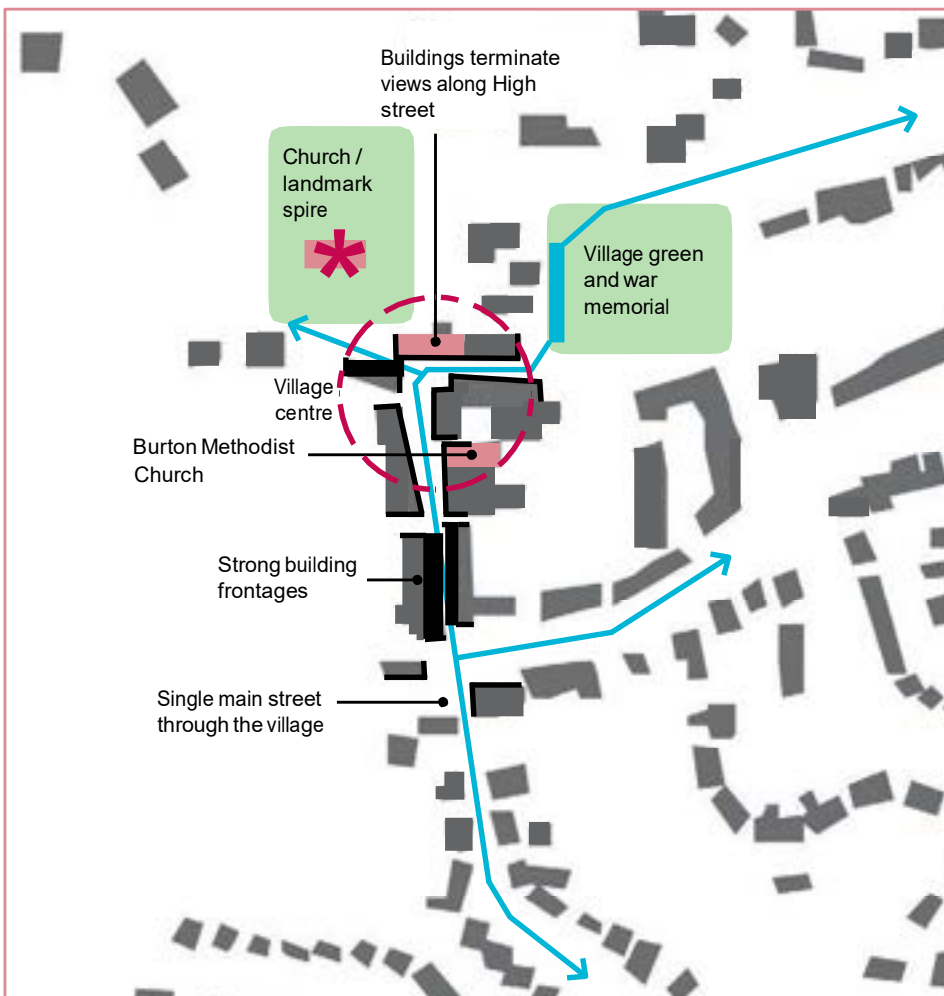 Buildings terminate
views along High
street
Church /
landmark
spire
Village green
and war
memorial
Village
centre
Burton Methodist
Church
Strong building
frontages
Single main street
through the village